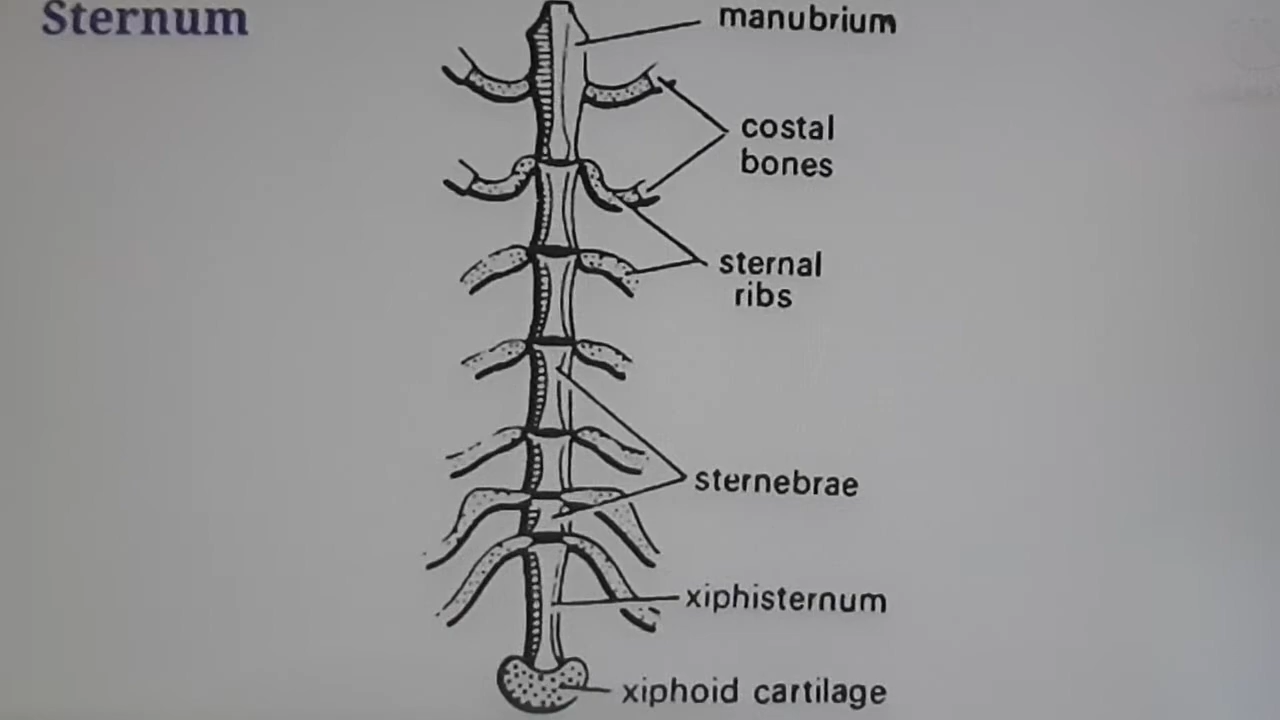 Sternum
manubrium
costal
bones
sternal
ribs
sternebrae
xiphisternum
xiphoid cartilage